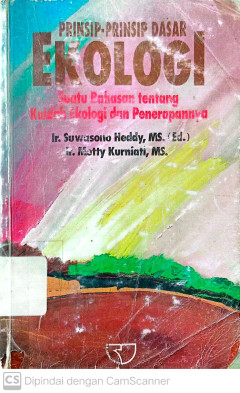 PRINSIP-PRINSIP DASAR
EKOLOGI
Suatu Bahasan tentang
Kaidah Ekologi dan Penerapannya
Ir. Suwasono Heddy, MS. (Ed.)
Ir. Metty Kurniati, MS.
CS Dipindai dengan CamScanner